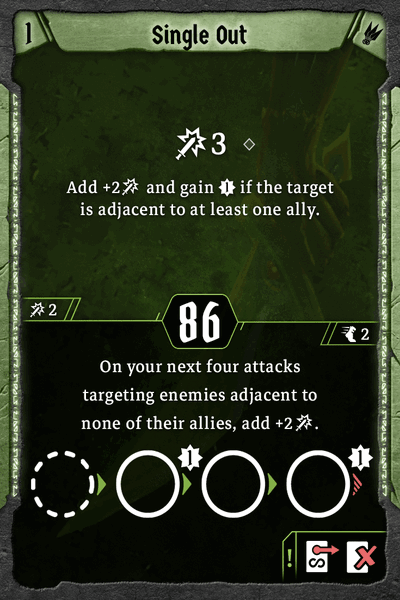 1 Single Out
3
Add +2 and gain 1 if the target
is adjacent to at least one ally.
2
86
2
On your next four attacks
targeting enemies adjacent to
none of their allies, add +2.
1 1
!